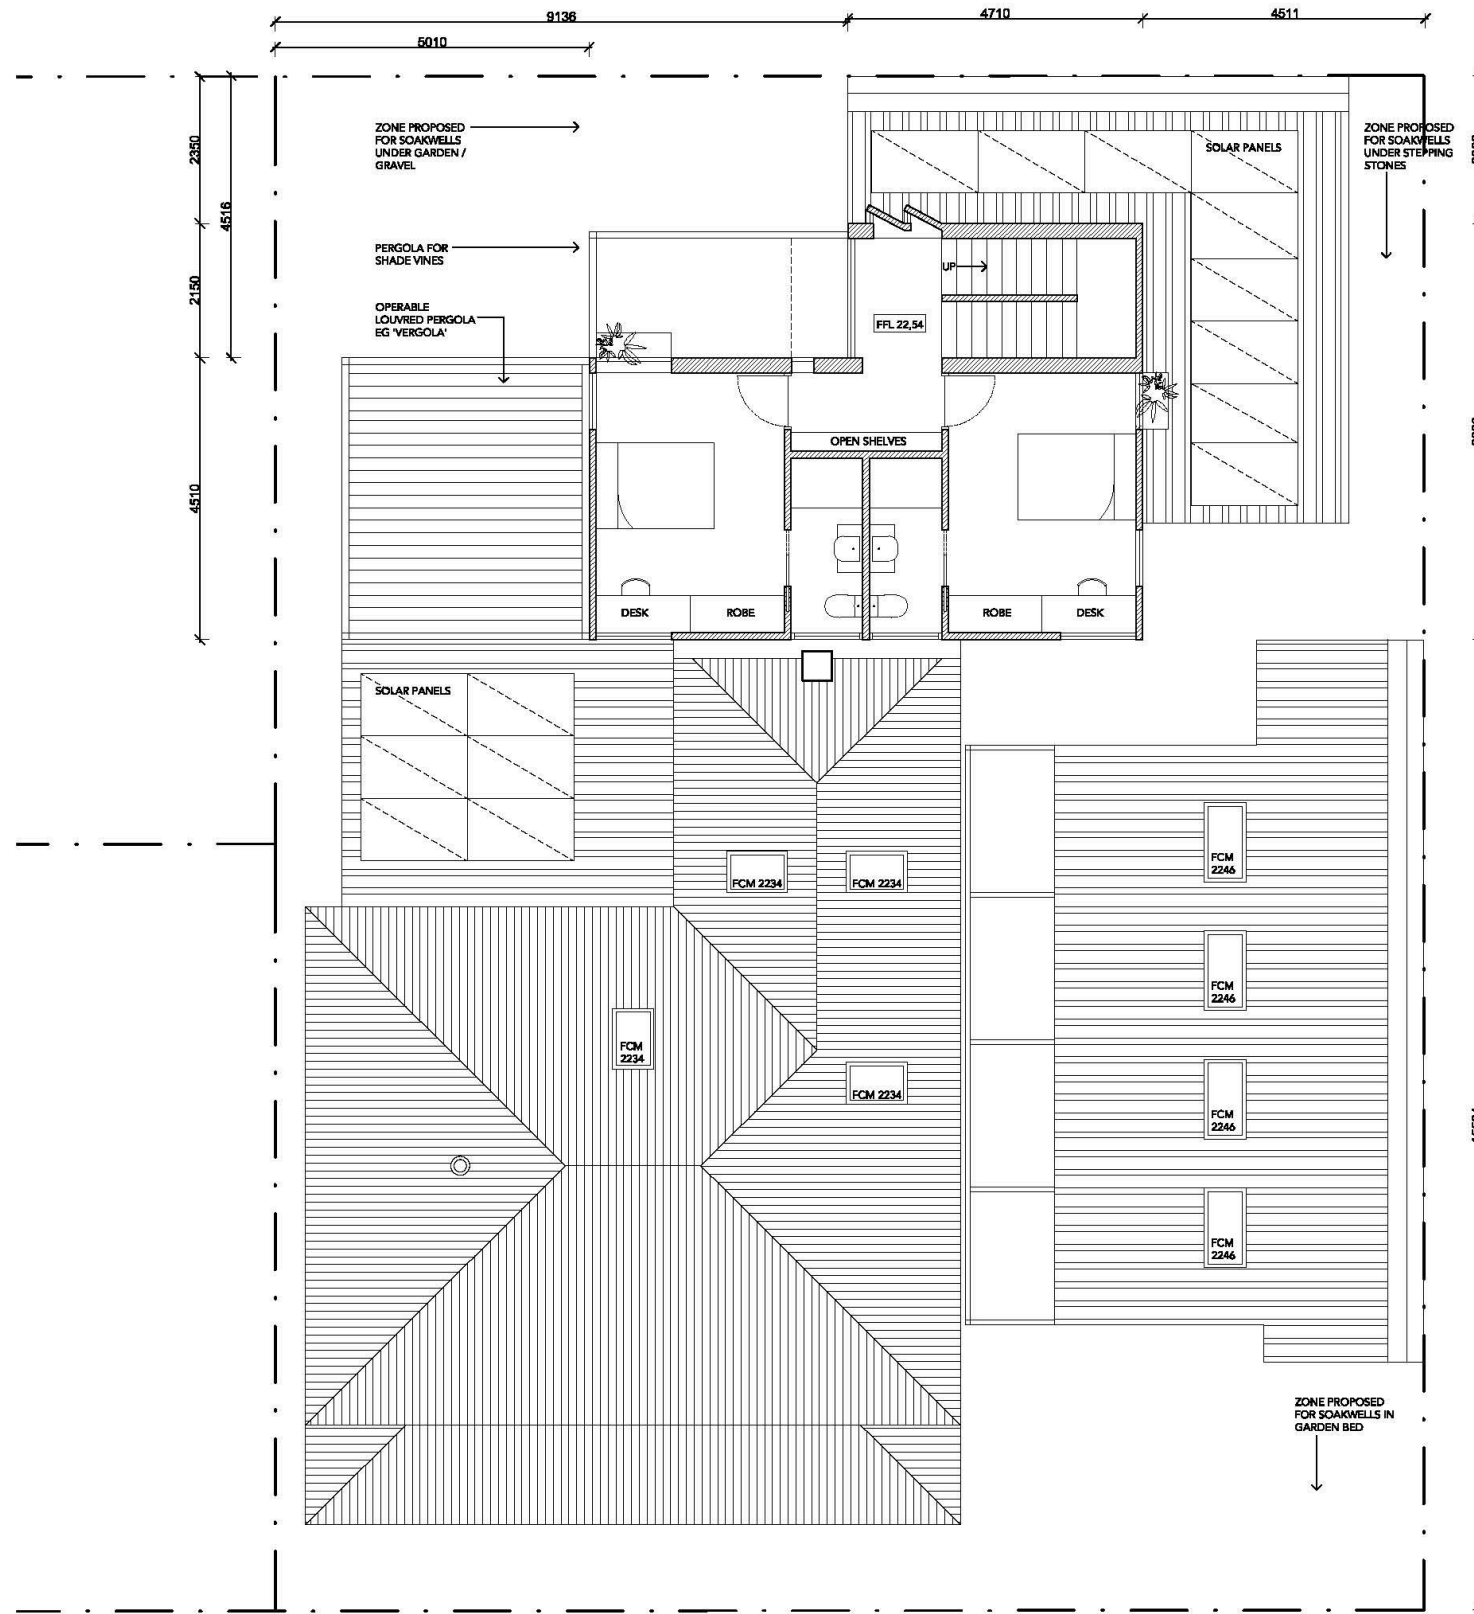 9136
4710
4511
5010
ZONE PROPOSED
FOR SOAKWELLS
UNDER GARDEN /
GRAVEL
SOLAR PANELS
ZONE PROPOSED
FOR SOAKWELLS
UNDER STEPPING
STONES
2350
4516
2150
4510
PERGOLA FOR
SHADE VINES
OPERABLE
LOUVRED PERGOLA
EG 'VERGOLA'
UP
FFL 22,54
OPEN SHELVES
DESK
ROBE
ROBE
DESK
SOLAR PANELS
FCM 2234
FCM 2234
FCM
2246
FCM
2246
FCM
2234
FCM 2234
FCM
2246
FCM
2246
ZONE PROPOSED
FOR SOAKWELLS IN
GARDEN BED